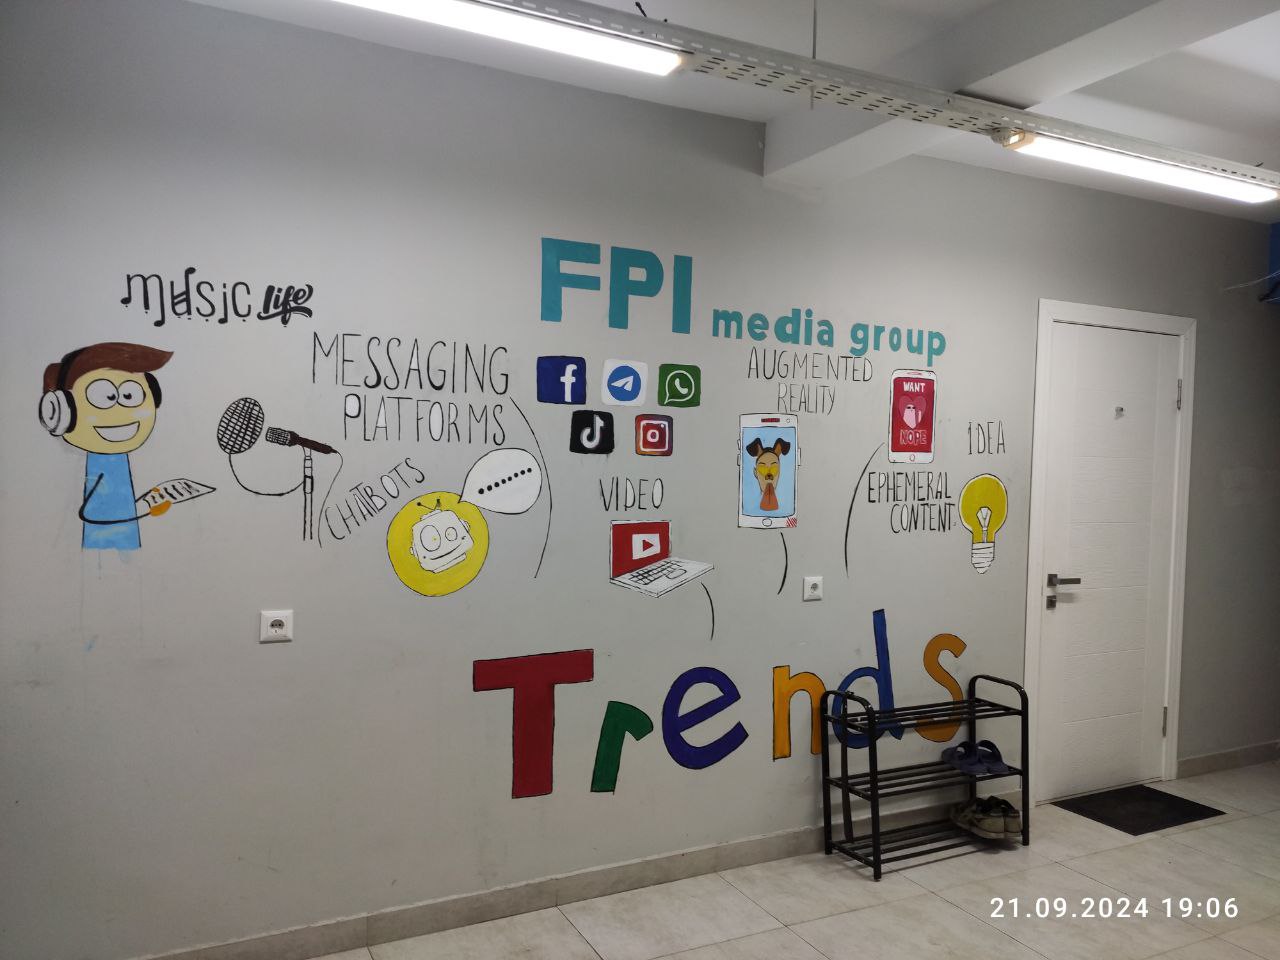 FPI media group
music life
MESSAGING
PLATFORMS
CHATBOTS
VIDEO
AUGMENTED
REALITY
WANT
NOPE
EPHEMERAL
CONTENT
IDEA
Trends
21.09.2024 19:06